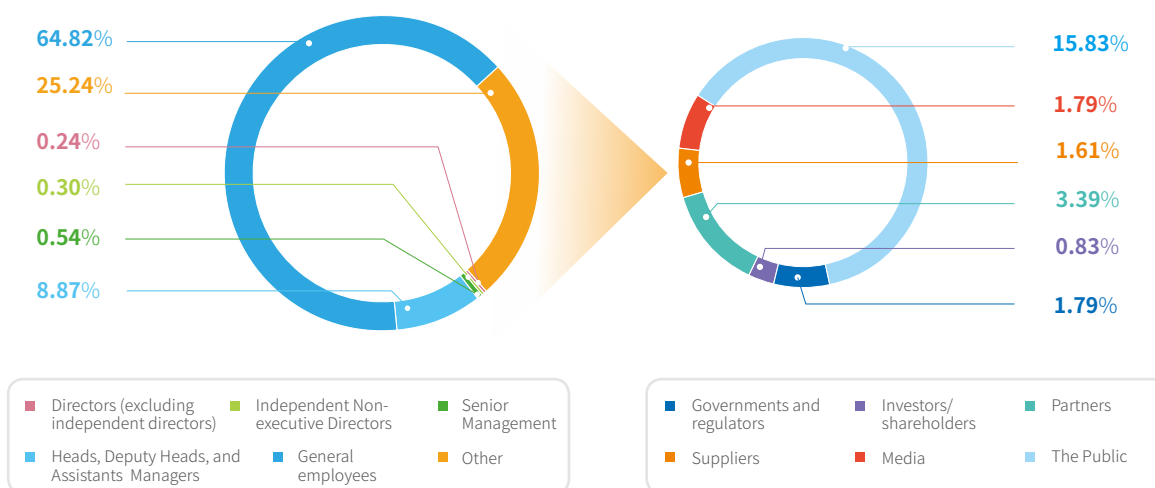 64.82%
25.24%
0.24%
0.30%
0.54%
8.87%
15.83%
1.79%
1.61%
3.39%
0.83%
1.79%
Directors (excluding
independent directors)
Independent Non-
executive Directors
Senior
Management
Heads, Deputy Heads, and
Assistants Managers
General
employees
Other
Governments and
regulators
Investors/
shareholders
Partners
Suppliers
Media
The Public